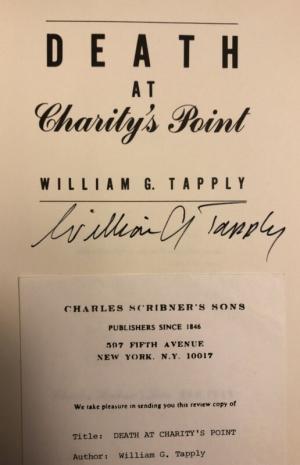 DEATH
AT
Charity's Point
WILLIAM G. TAPPLY
William G Tapply
CHARLES SCRIBNER'S SONS
PUBLISHERS SINCE 1846
597 FIFTH AVENUE
NEW YORK, N.Y. 10017
We take pleasure in sending you this review copy of
Title: DEATH AT CHARITY'S POINT
Author: William G. Tapply